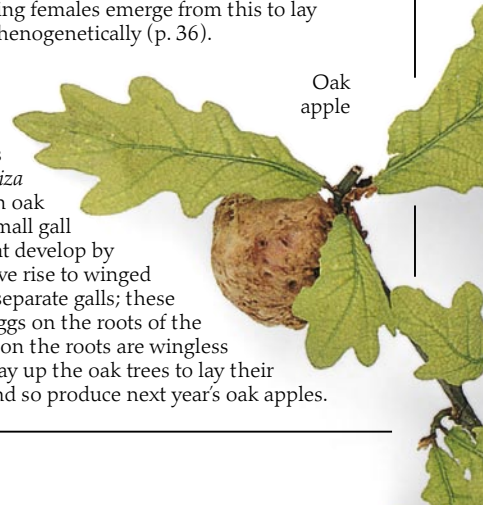 ing females emerge from this to lay
henogenetically (p. 36).
Oak
apple
s
iza
n oak
mall gall
at develop by
ve rise to winged
separate galls; these
ggs on the roots of the
on the roots are wingless
ay up the oak trees to lay their
nd so produce next year's oak apples.